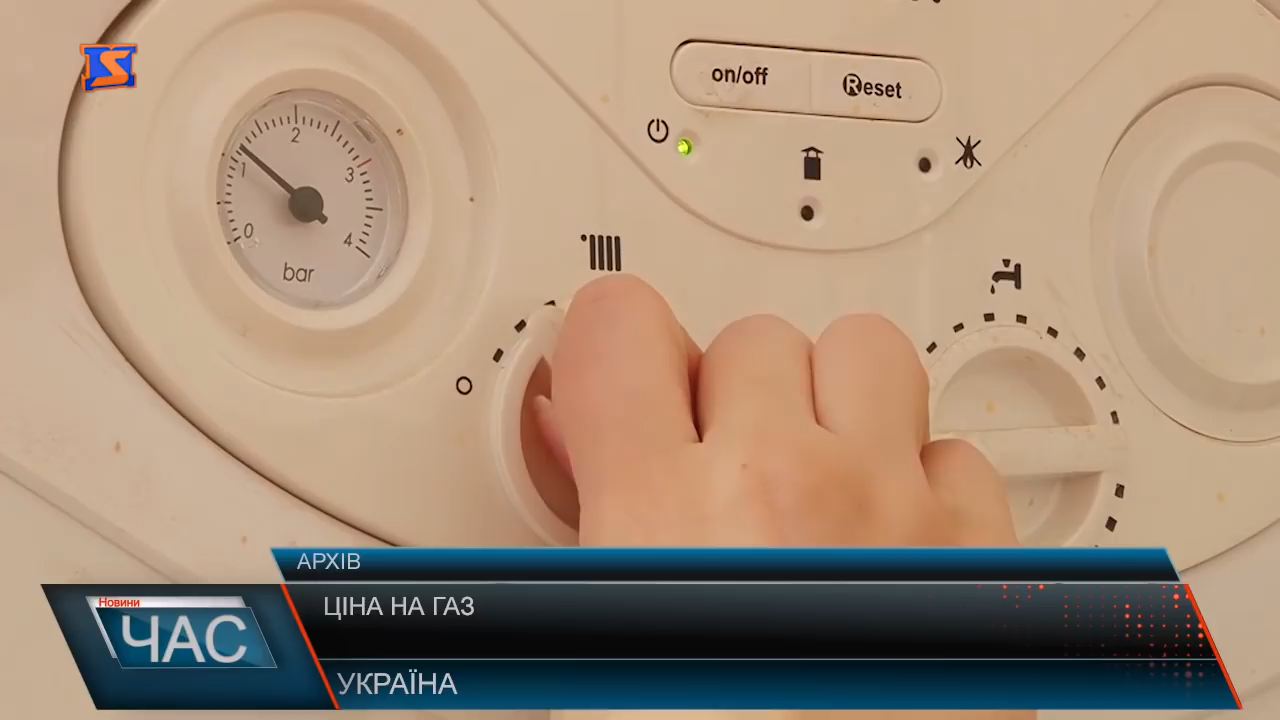 on/off
Reset
2
1
3
0
4
bar
АРХІВ
Новини
ЧАС
ЦІНА НА ГАЗ
УКРАЇНА